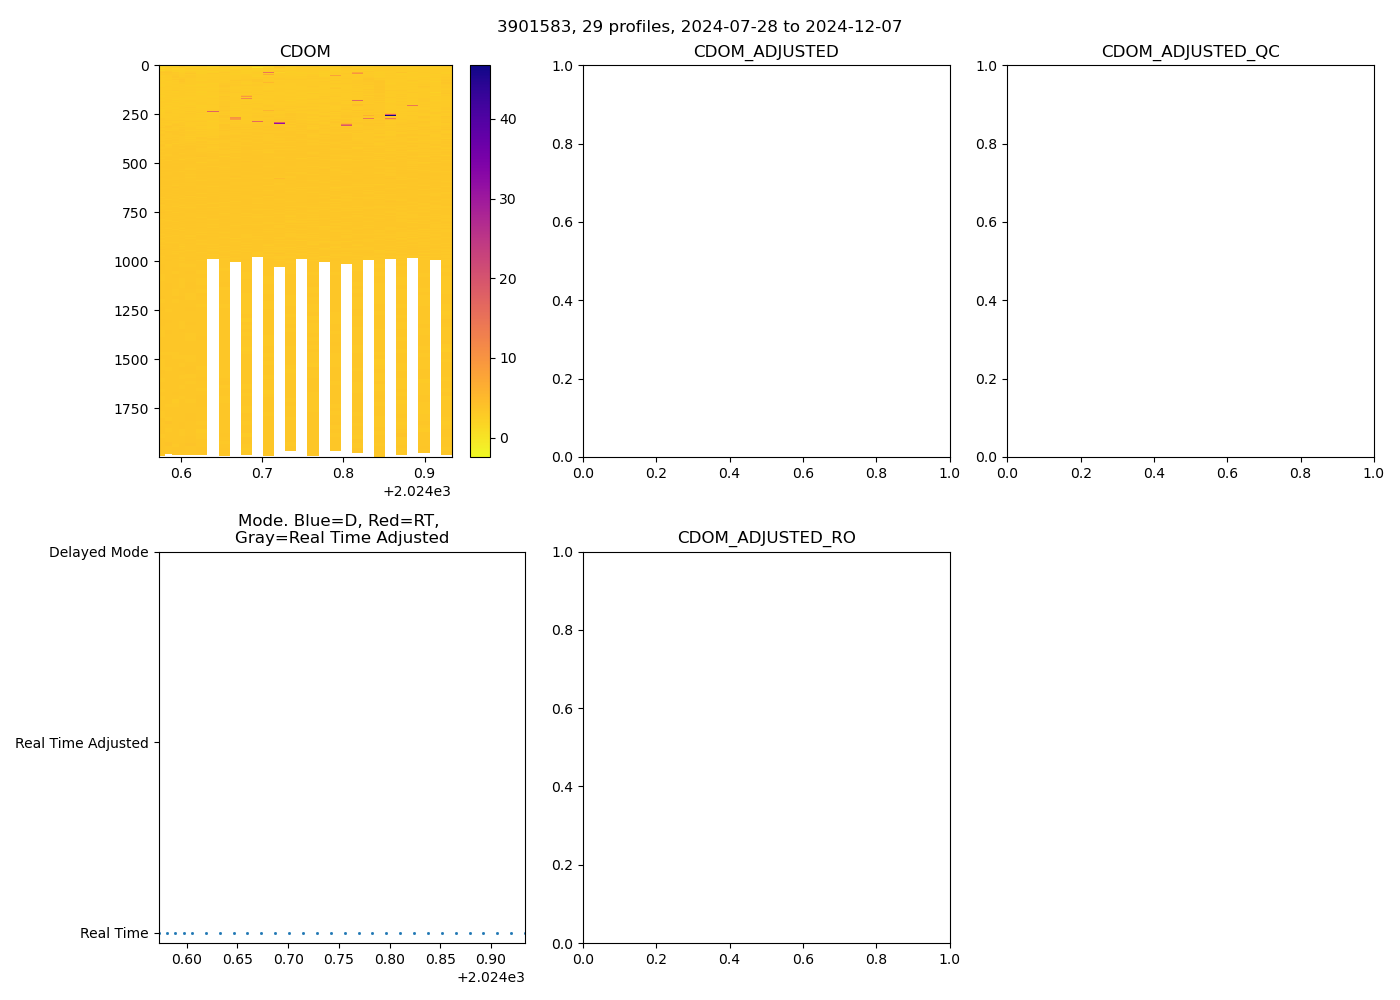 3901583, 29 profiles, 2024-07-28 to 2024-12-07
CDOM
CDOM_ADJUSTED
CDOM_ADJUSTED_QC
0
250
500
750
1000
1250
1500
1750
0.6 0.7 0.8 0.9
+2.024e3
40
30
20
10
0
1.0
0.8
0.6
0.4
0.2
0.0
0.0 0.2 0.4 0.6 0.8 1.0
1.0
0.8
0.6
0.4
0.2
0.0
0.0 0.2 0.4 0.6 0.8 1.0
Mode. Blue=D, Red=RT,
Gray=Real Time Adjusted
Delayed Mode
Real Time Adjusted
Real Time
0.60 0.65 0.70 0.75 0.80 0.85 0.90
+2.024e3
CDOM_ADJUSTED_RO
1.0
0.8
0.6
0.4
0.2
0.0
0.0 0.2 0.4 0.6 0.8 1.0